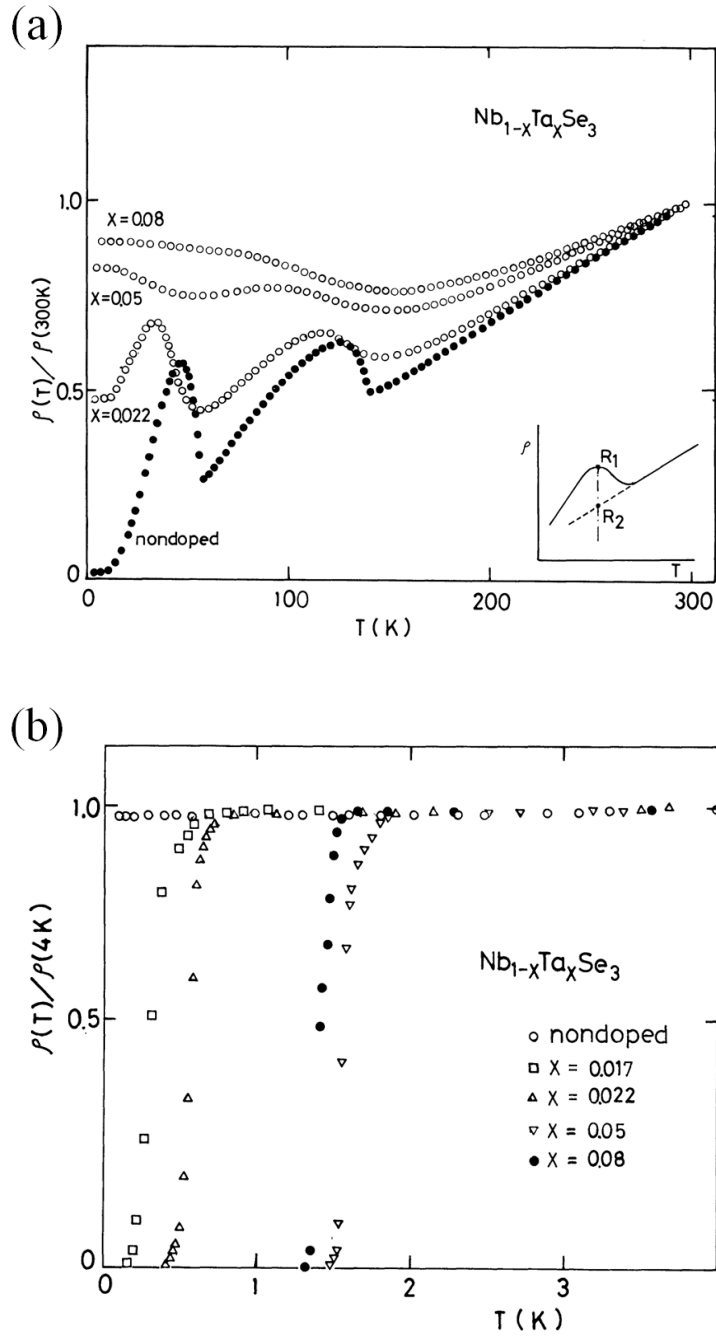 (a)
Nb1-XTaXSe3
1.0
X = 0.08
X = 0.05
ρ(T)/ρ(300K)
0.5
X = 0.022
nondoped
ρ
R1
R2
T
0
0
100
200
300
T (K)
(b)
1.0
ρ(T)/ρ(4K)
Nb1-XTaXSe3
0.5
nondoped
X = 0.017
X = 0.022
X = 0.05
X = 0.08
0
0
1
2
3
T (K)